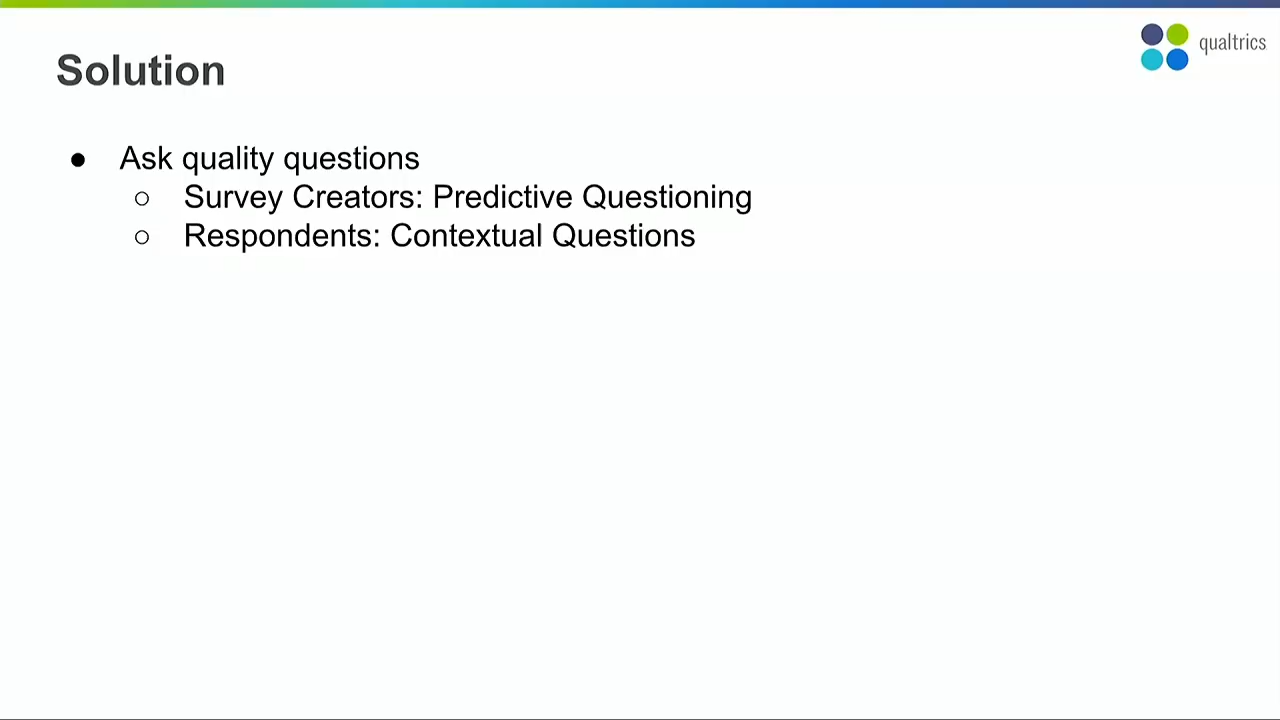 Solution
qualtrics
● Ask quality questions
○ Survey Creators: Predictive Questioning
○ Respondents: Contextual Questions